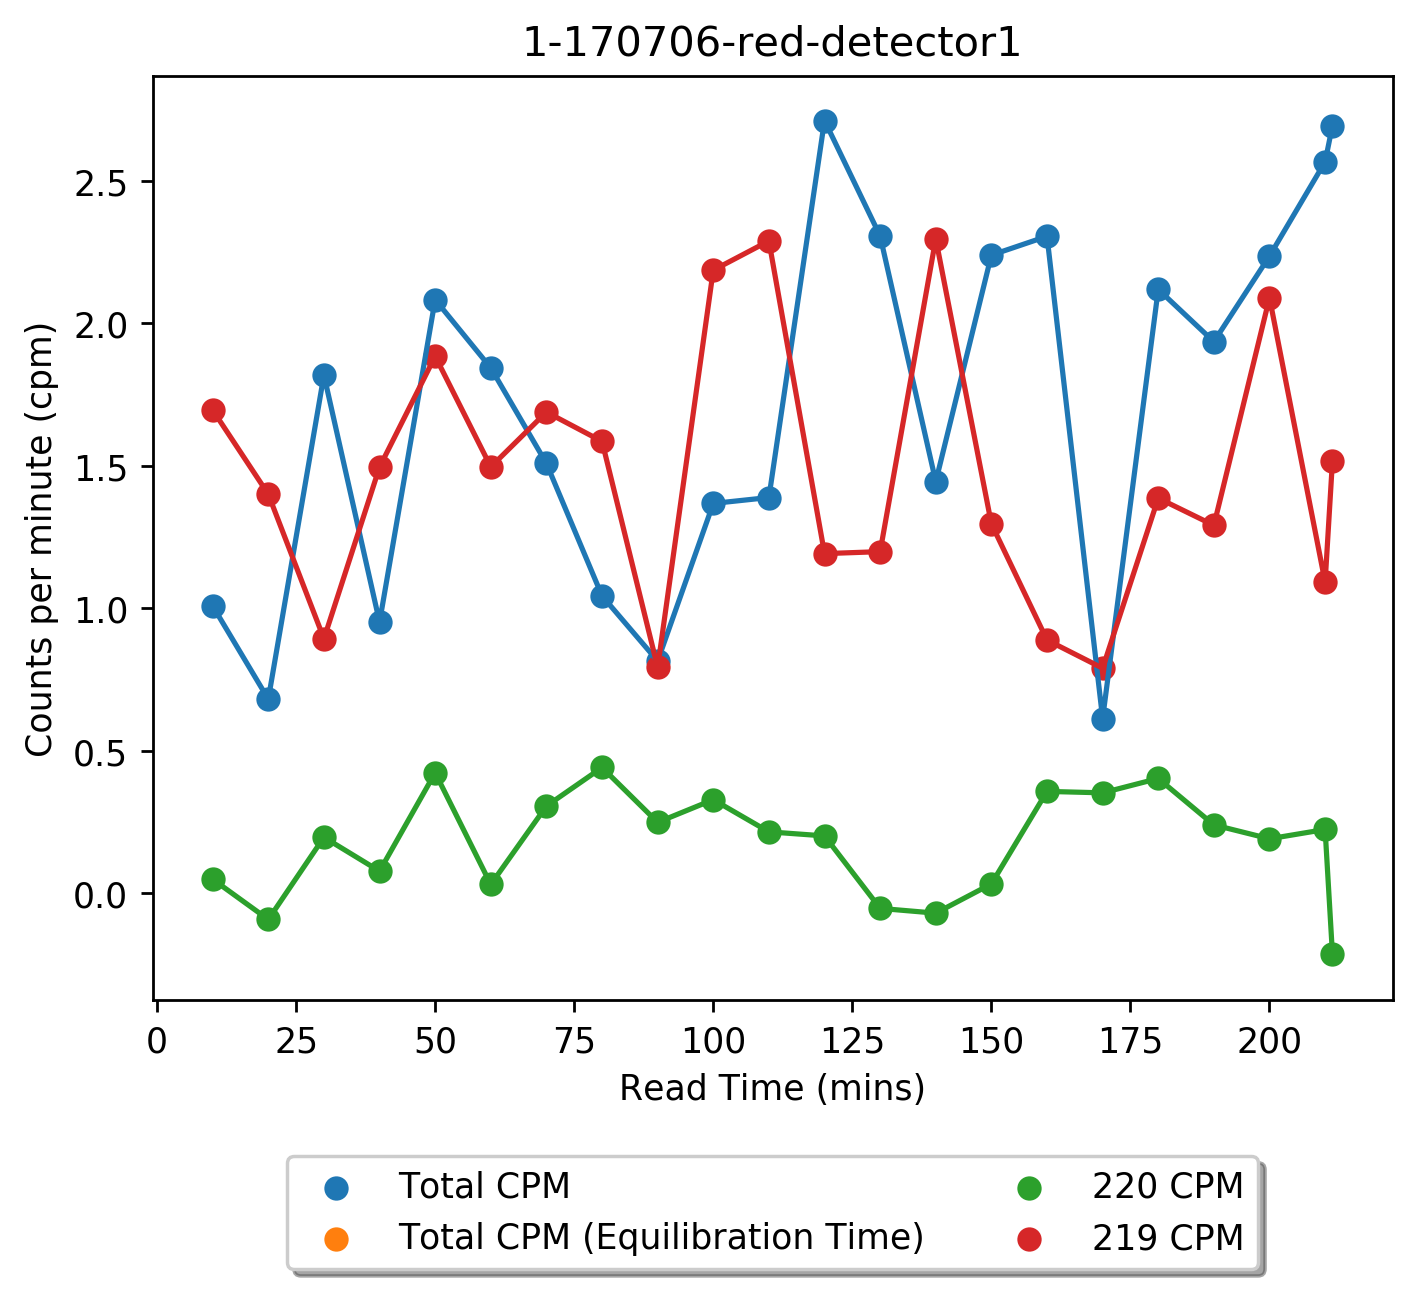 1-170706-red-detector1
Counts per minute (cpm)
2.5
2.0
1.5
1.0
0.5
0.0
0 25 50 75 100 125 150 175 200
Read Time (mins)
Total CPM
Total CPM (Equilibration Time)
220 CPM
219 CPM